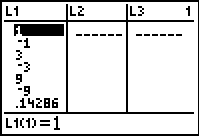 L1 L2 L3 1
1 ------ ------
-1
3
-3
9
-9
.14286
L1(1)=1